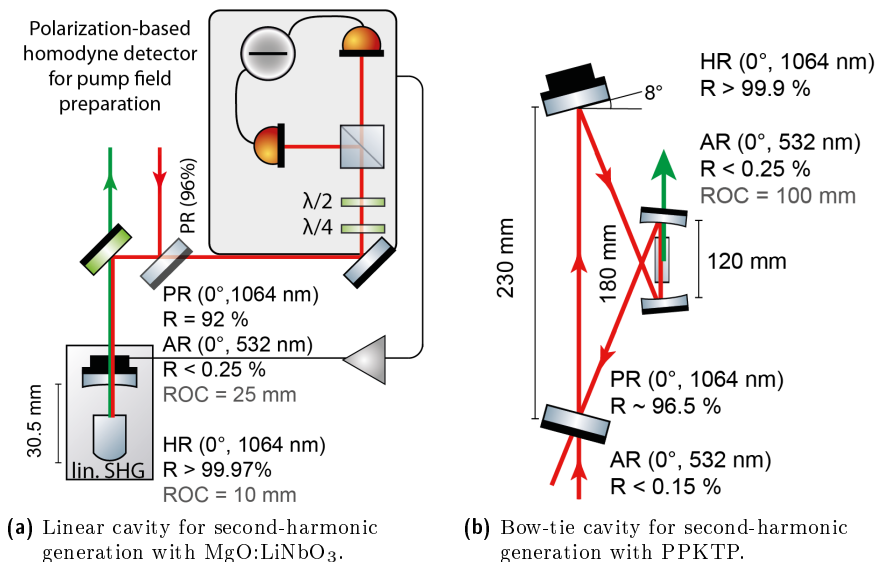 Polarization-based
homodyne detector
for pump field
preparation
PR (96%)
λ/2
λ/4
PR (0°,1064 nm)
R = 92 %
AR (0°, 532 nm)
R < 0.25 %
ROC = 25 mm
30.5 mm
HR (0°, 1064 nm)
R > 99.97%
ROC = 10 mm
lin. SHG
(a) Linear cavity for second-harmonic
generation with MgO:LiNbO₃.
HR (0°, 1064 nm)
R > 99.9 %
8°
AR (0°, 532 nm)
R < 0.25 %
ROC = 100 mm
230 mm
180 mm
120 mm
PR (0°, 1064 nm)
R ~ 96.5 %
AR (0°, 532 nm)
R < 0.15 %
(b) Bow-tie cavity for second-harmonic
generation with PPKTP.